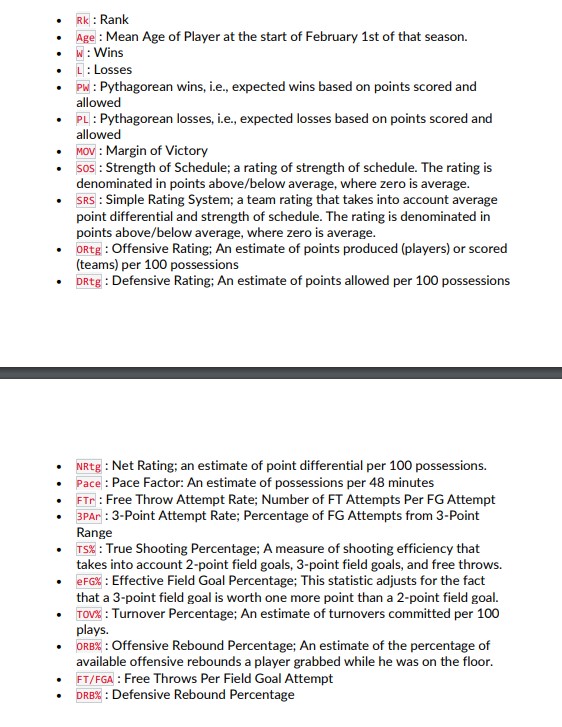 • Rk : Rank
• Age : Mean Age of Player at the start of February 1st of that season.
• W : Wins
• L : Losses
• PW : Pythagorean wins, i.e., expected wins based on points scored and
allowed
• PL : Pythagorean losses, i.e., expected losses based on points scored and
allowed
• MOV : Margin of Victory
• SOS : Strength of Schedule; a rating of strength of schedule. The rating is
denominated in points above/below average, where zero is average.
• SRS : Simple Rating System; a team rating that takes into account average
point differential and strength of schedule. The rating is denominated in
points above/below average, where zero is average.
• ORtg : Offensive Rating; An estimate of points produced (players) or scored
(teams) per 100 possessions
• DRtg : Defensive Rating; An estimate of points allowed per 100 possessions
• NRtg : Net Rating; an estimate of point differential per 100 possessions.
• Pace : Pace Factor: An estimate of possessions per 48 minutes
• FTr : Free Throw Attempt Rate; Number of FT Attempts Per FG Attempt
• 3PAr : 3-Point Attempt Rate; Percentage of FG Attempts from 3-Point
Range
• TS% : True Shooting Percentage; A measure of shooting efficiency that
takes into account 2-point field goals, 3-point field goals, and free throws.
• eFG% : Effective Field Goal Percentage; This statistic adjusts for the fact
that a 3-point field goal is worth one more point than a 2-point field goal.
• TOV% : Turnover Percentage; An estimate of turnovers committed per 100
plays.
• ORB% : Offensive Rebound Percentage; An estimate of the percentage of
available offensive rebounds a player grabbed while he was on the floor.
• FT/FGA : Free Throws Per Field Goal Attempt
• DRB% : Defensive Rebound Percentage